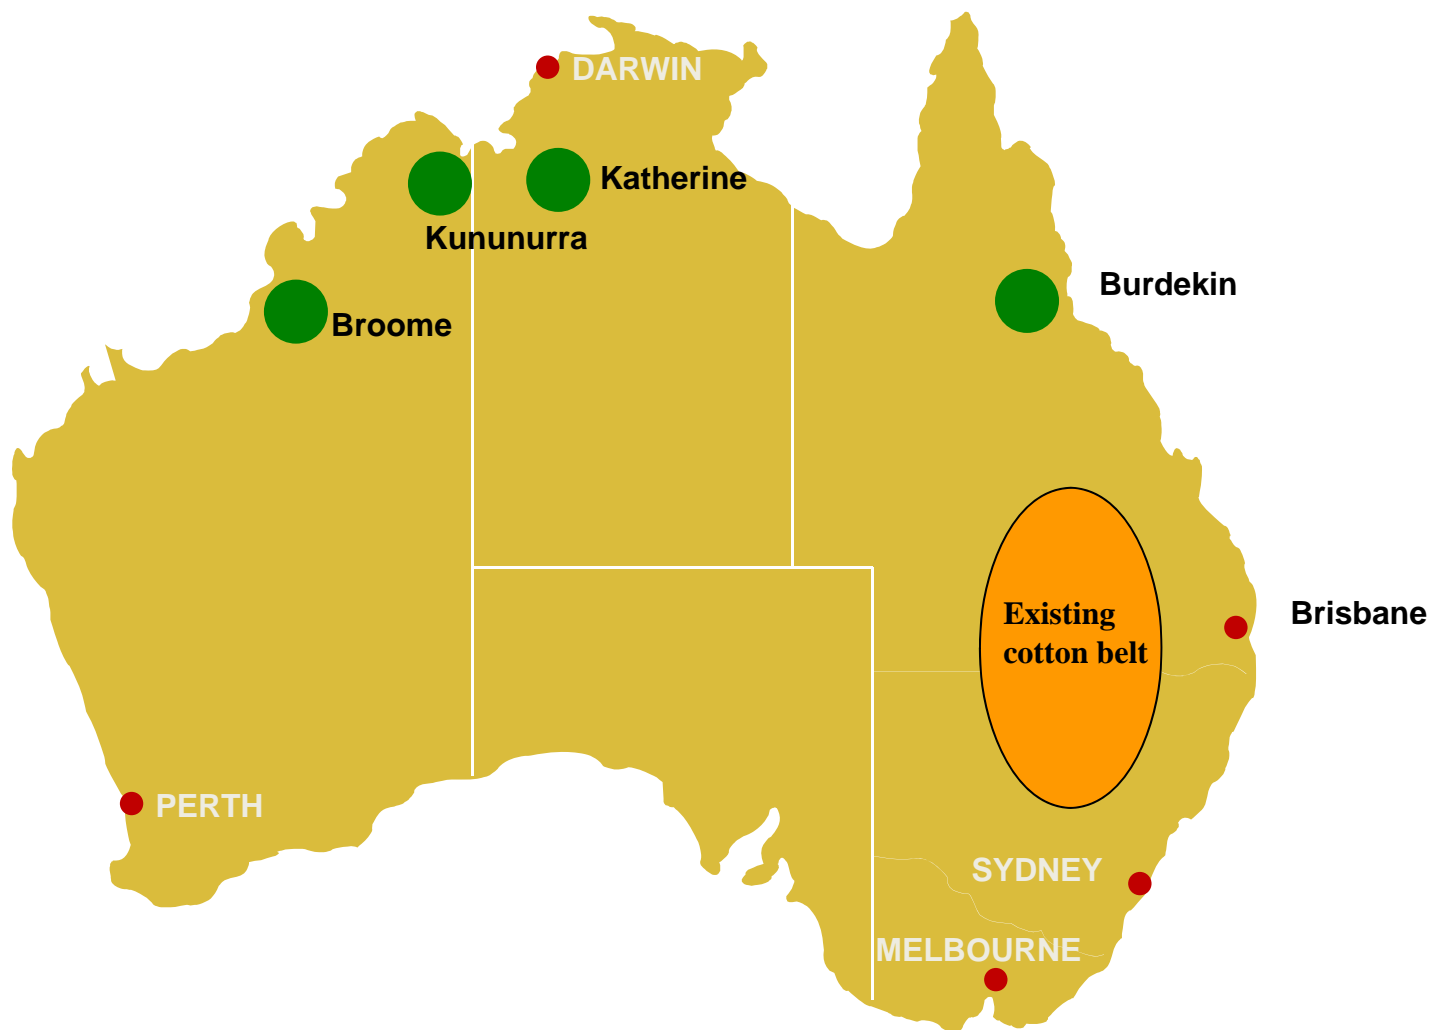 DARWIN
Katherine
Kununurra
Burdekin
Broome
Existing
cotton belt
Brisbane
PERTH
SYDNEY
MELBOURNE